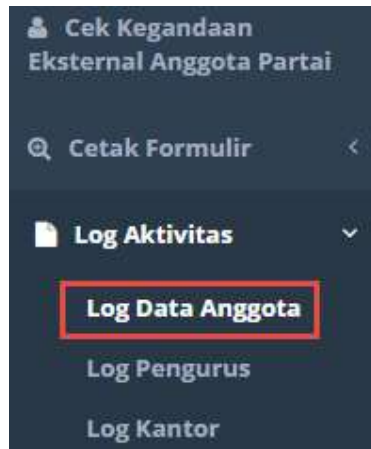 Cek Kegandaan
Eksternal Anggota Partai
Cetak Formulir
Log Aktivitas
Log Data Anggota
Log Pengurus
Log Kantor